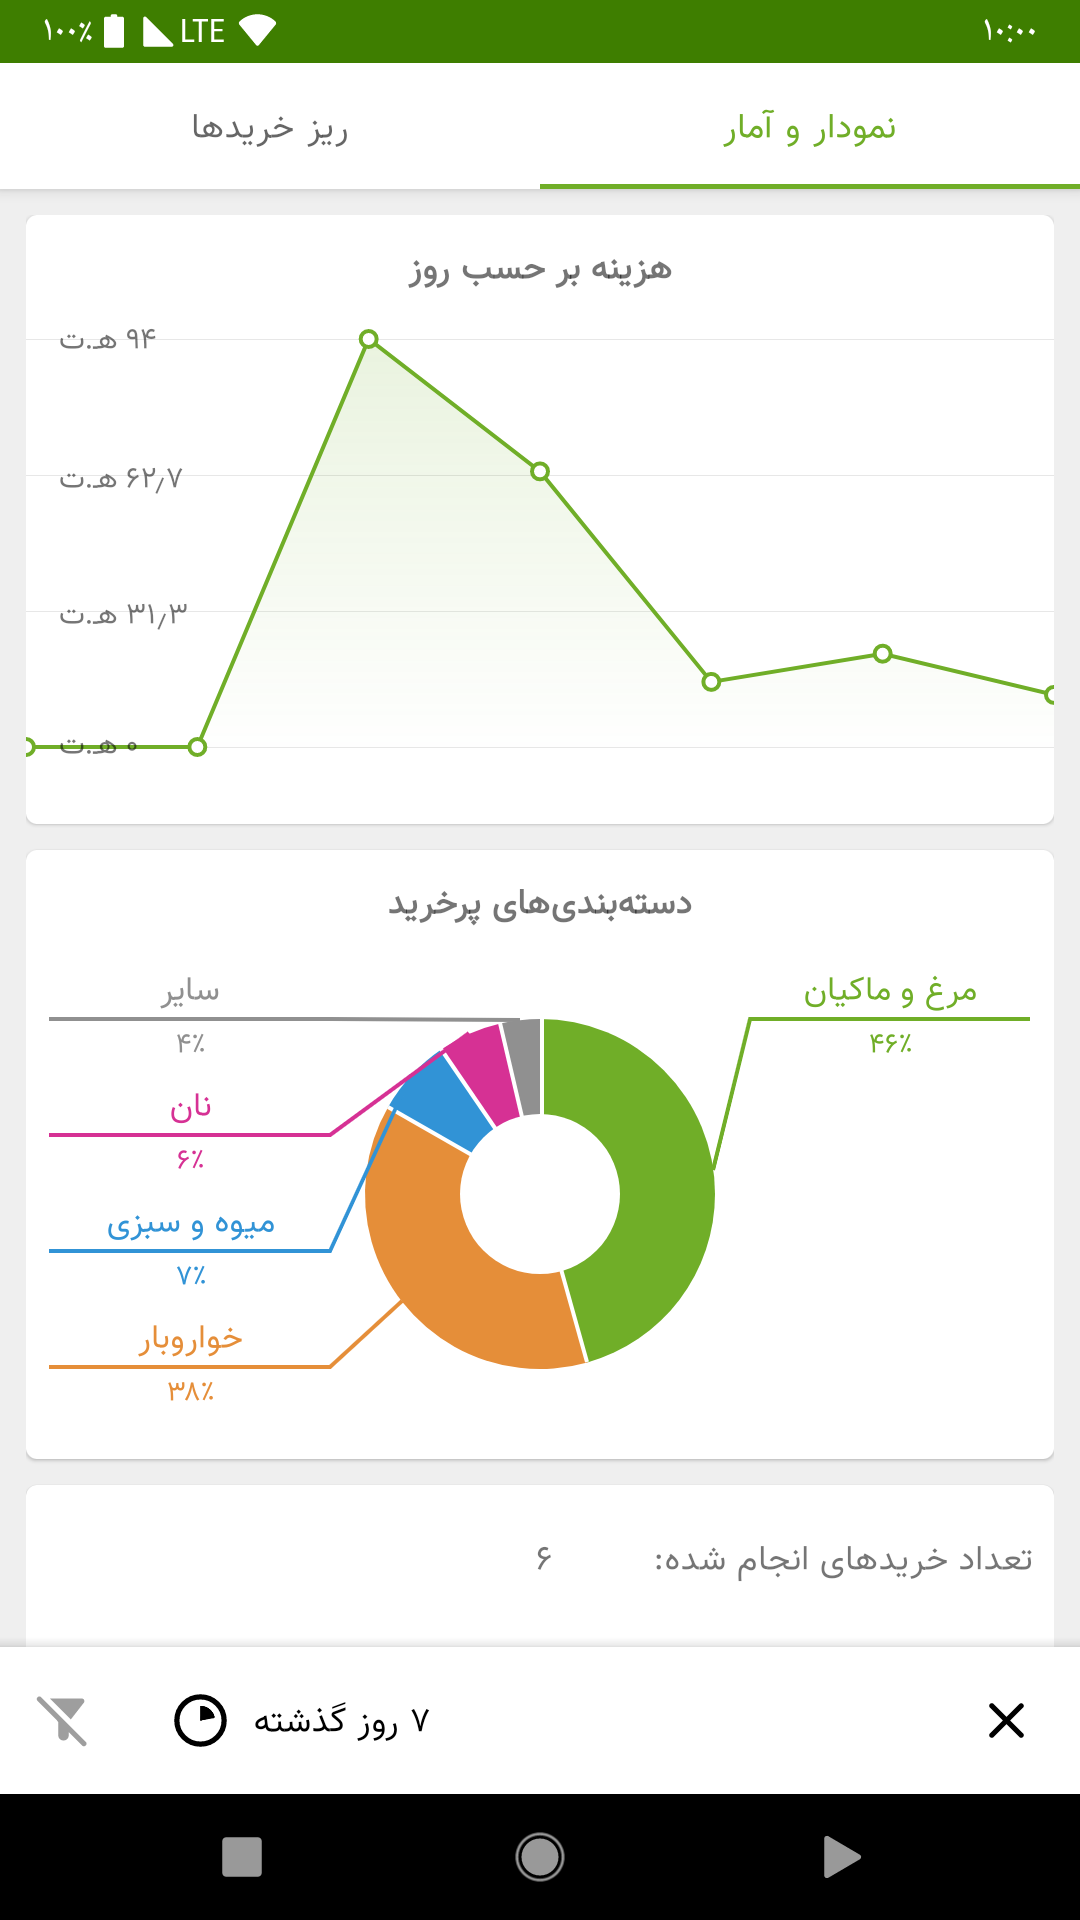 ۱۰۰٪ LTE ۱۰:۰۰
نمودار و آمار
ریز خریدها
هزینه بر حسب روز
۹۴ هـ.ت
۶۲٫۷ هـ.ت
۳۱٫۳ هـ.ت
۰ هـ.ت
دسته‌بندی‌های پرخرید
مرغ و ماکیان
۴۶٪
سایر
۴٪
نان
۶٪
میوه و سبزی
۷٪
خواروبار
۳۸٪
تعداد خریدهای انجام شده: ۶
۷ روز گذشته